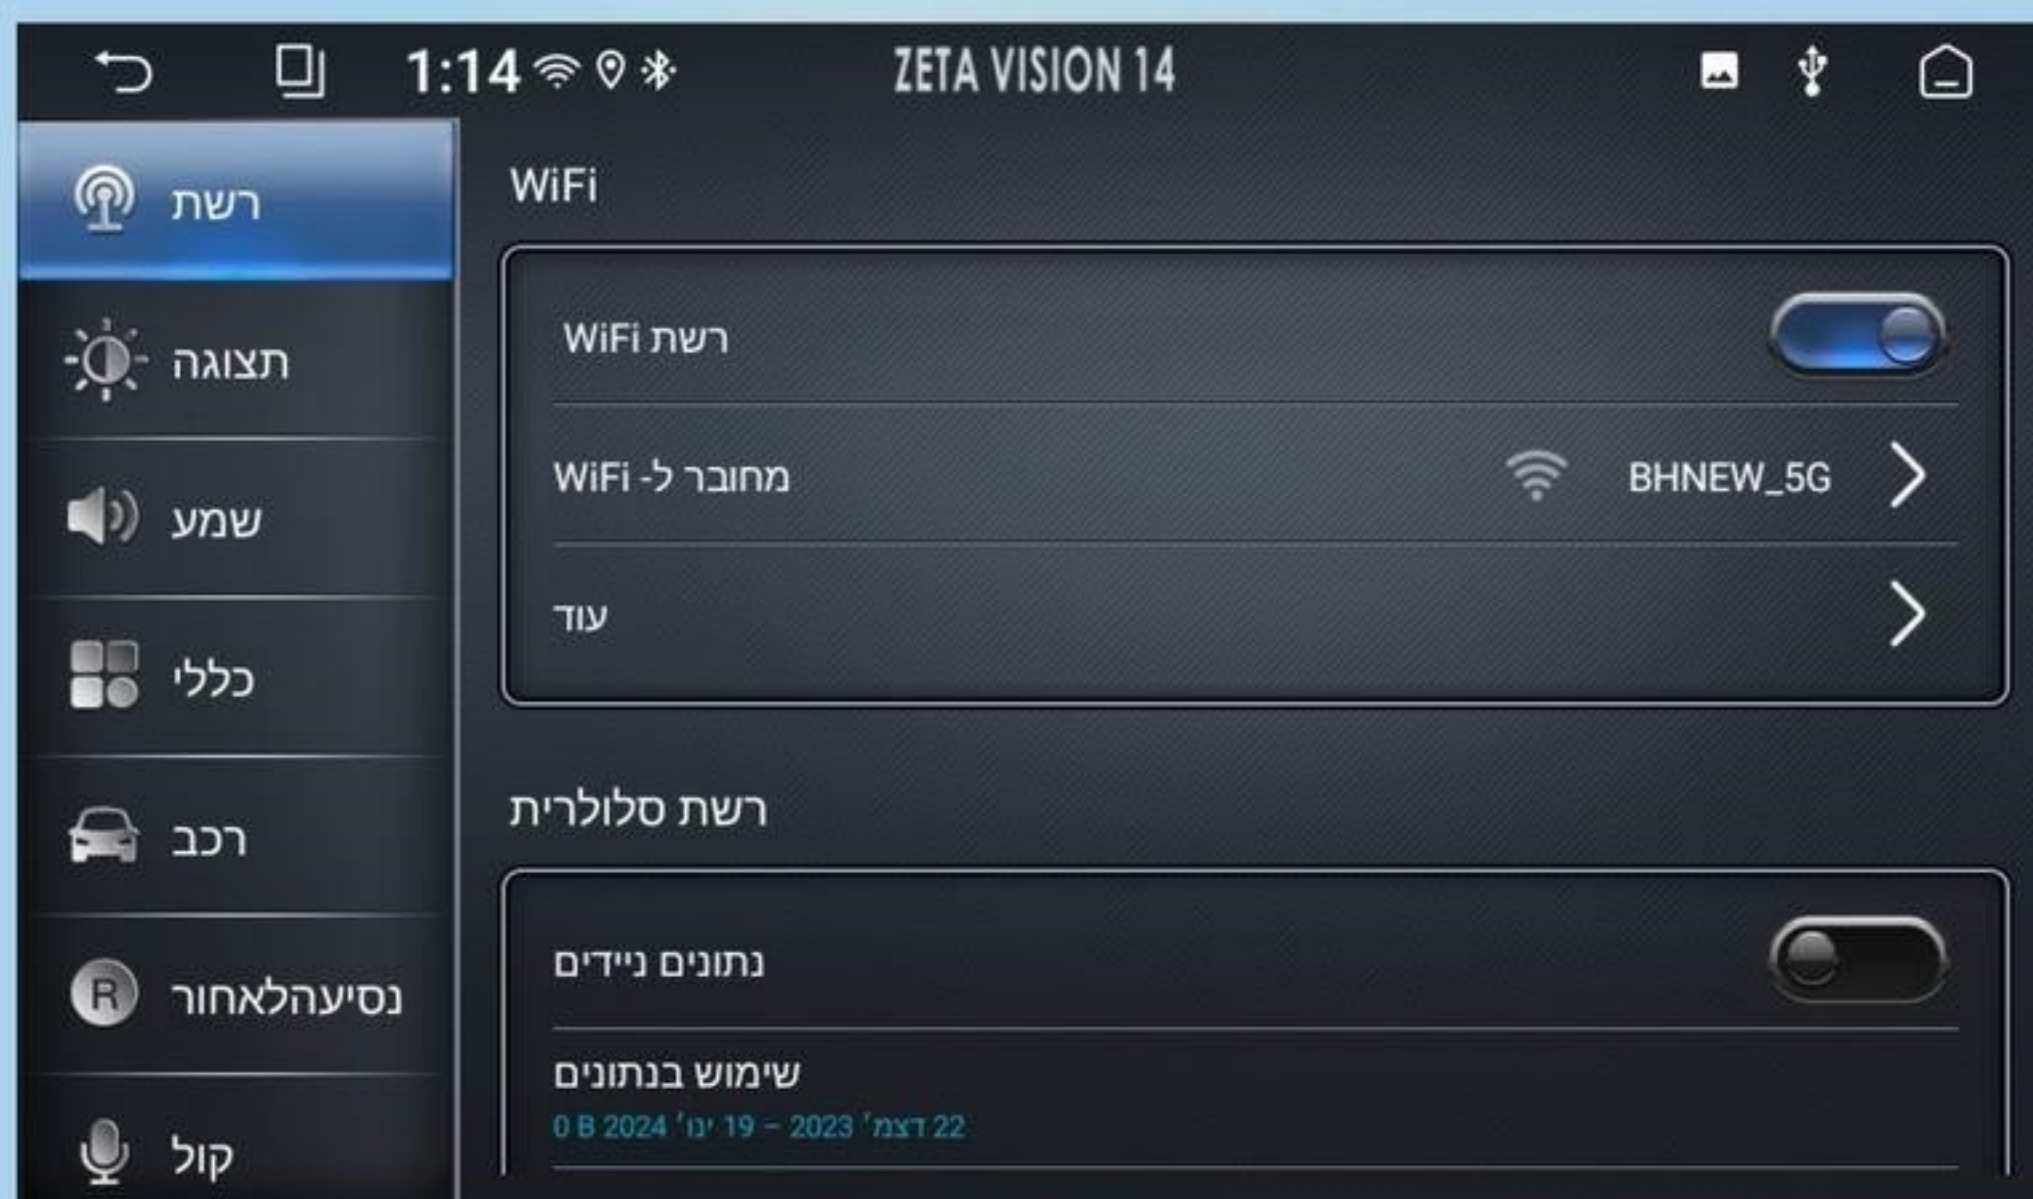 1:14
ZETA VISION 14
רשת
תצוגה
שמע
כללי
רכב
R
נסיעהלאחור
קול
WiFi
רשת WiFi
מחובר ל- WiFi
BHNEW_5G
עוד
רשת סלולרית
נתונים ניידים
שימוש בנתונים
22 דצמ׳ 2023 – 19 ינו׳ 2024 0 B